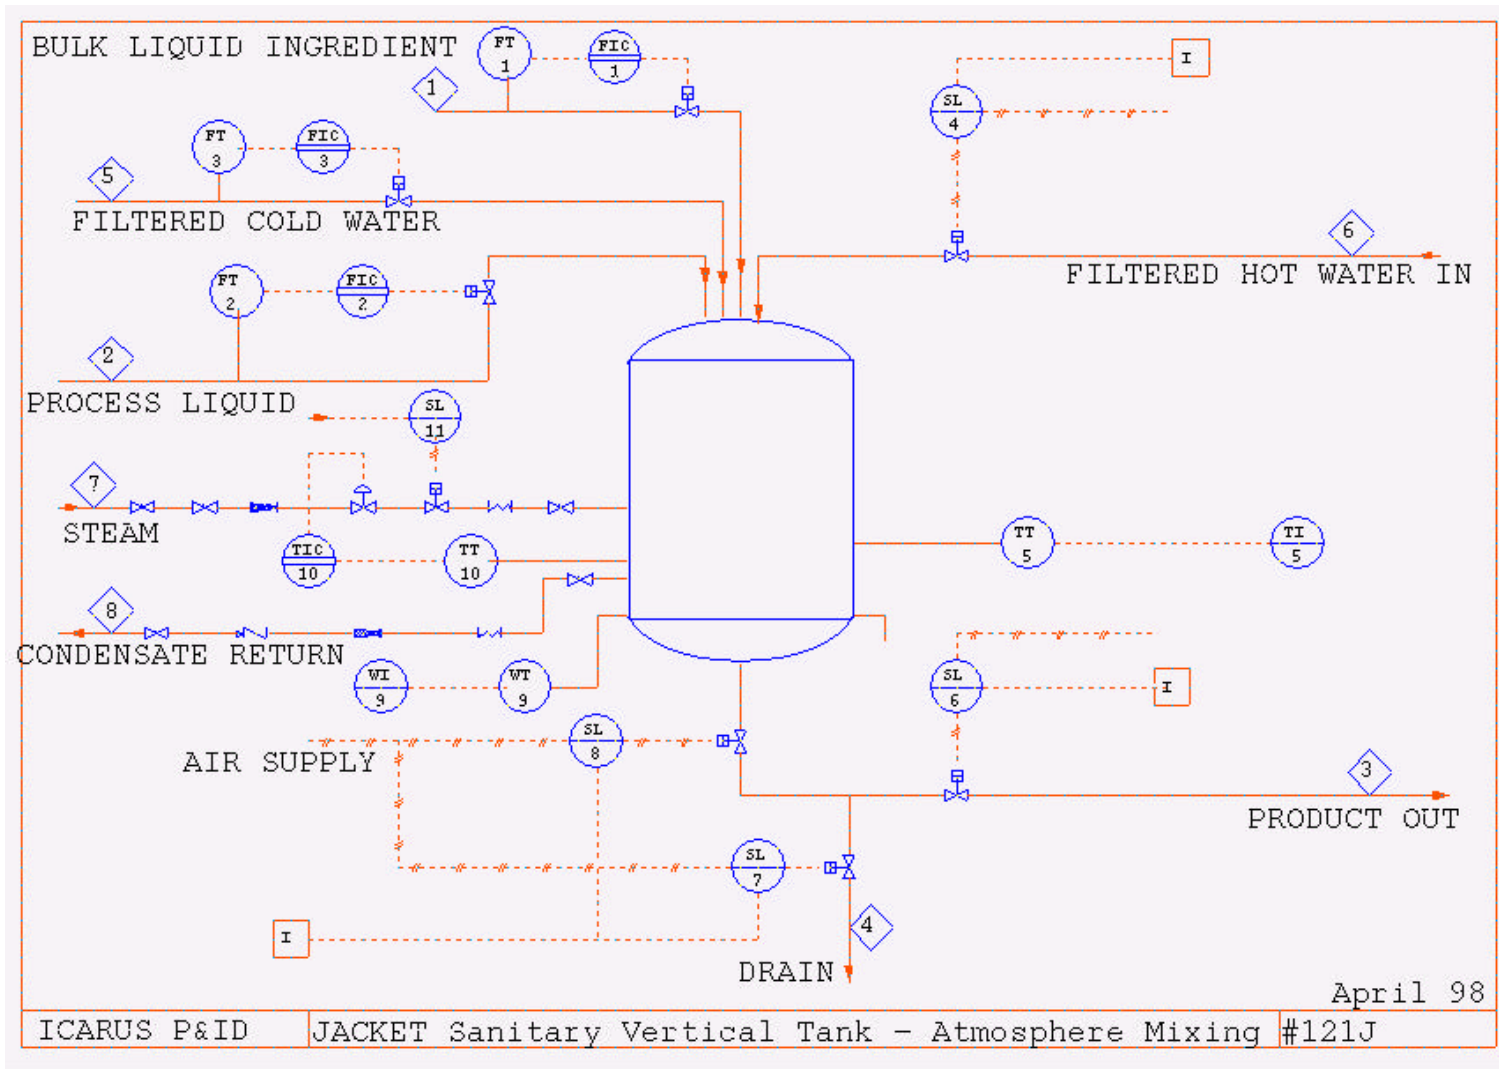 BULK LIQUID INGREDIENT
FT
1
FIC
1
I
1
SL
4
FT
3
FIC
3
5
FILTERED COLD WATER
6
FILTERED HOT WATER IN
FT
2
FIC
2
2
PROCESS LIQUID
SL
11
7
STEAM
TIC
10
TT
10
TT
5
TI
5
8
CONDENSATE RETURN
WI
9
WT
9
SL
6
I
AIR SUPPLY
SL
8
3
PRODUCT OUT
SL
7
4
I
DRAIN
April 98
ICARUS P&ID
JACKET Sanitary Vertical Tank - Atmosphere Mixing
#121J